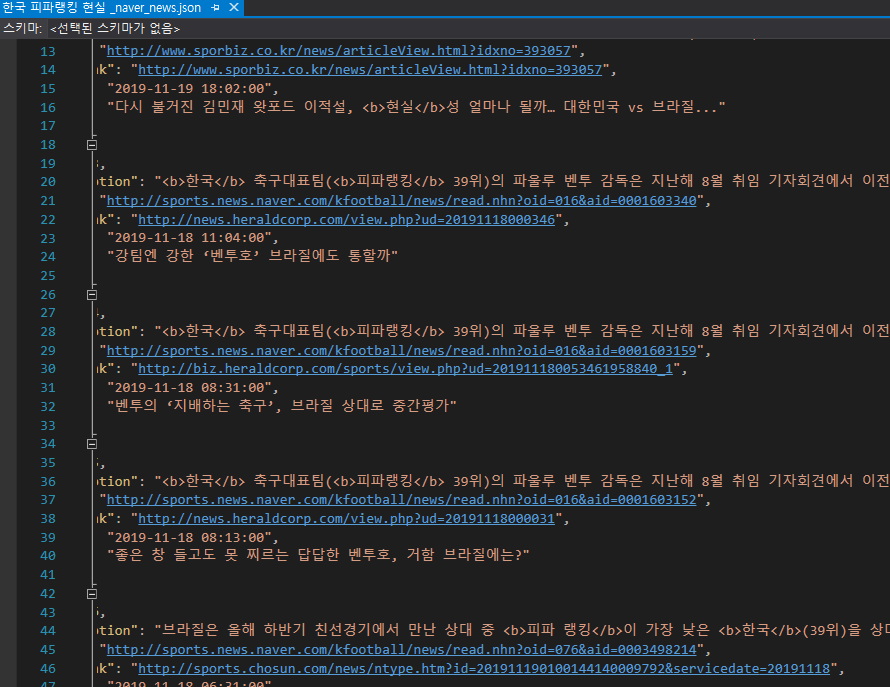 한국 피파랭킹 현실 _naver_news.json
스키마: <선택된 스키마가 없음>
13 "http://www.sporbiz.co.kr/news/articleView.html?idxno=393057",
14 nk": "http://www.sporbiz.co.kr/news/articleView.html?idxno=393057",
15 "2019-11-19 18:02:00",
16 "다시 불거진 김민재 왓포드 이적설, <b>현실</b>성 얼마나 될까… 대한민국 vs 브라질..."
17
18
19 ,
20 otion": "<b>한국</b> 축구대표팀(<b>피파랭킹</b> 39위)의 파울루 벤투 감독은 지난해 8월 취임 기자회견에서 이전
21 "http://sports.news.naver.com/kfootball/news/read.nhn?oid=016&aid=0001603340",
22 nk": "http://news.heraldcorp.com/view.php?ud=20191118000346",
23 "2019-11-18 11:04:00",
24 "강팀엔 강한 ‘벤투호’ 브라질에도 통할까"
25
26
27 ,
28 otion": "<b>한국</b> 축구대표팀(<b>피파랭킹</b> 39위)의 파울루 벤투 감독은 지난해 8월 취임 기자회견에서 이전
29 "http://sports.news.naver.com/kfootball/news/read.nhn?oid=016&aid=0001603159",
30 nk": "http://biz.heraldcorp.com/sports/view.php?ud=201911180053461958840_1",
31 "2019-11-18 08:31:00",
32 "벤투의 ‘지배하는 축구’, 브라질 상대로 중간평가"
33
34
35 ,
36 otion": "<b>한국</b> 축구대표팀(<b>피파랭킹</b> 39위)의 파울루 벤투 감독은 지난해 8월 취임 기자회견에서 이전
37 "http://sports.news.naver.com/kfootball/news/read.nhn?oid=016&aid=0001603152",
38 nk": "http://news.heraldcorp.com/view.php?ud=20191118000031",
39 "2019-11-18 08:13:00",
40 "좋은 창 들고도 못 찌르는 답답한 벤투호, 거함 브라질에는?"
41
42
43 ,
44 otion": "브라질은 올해 하반기 친선경기에서 만난 상대 중 <b>피파 랭킹</b>이 가장 낮은 <b>한국</b>(39위)을 상대
45 "http://sports.news.naver.com/kfootball/news/read.nhn?oid=076&aid=0003498214",
46 nk": "http://sports.chosun.com/news/ntype.htm?id=201911190100144140009792&servicedate=20191118",
47 "2019-11-18 06:31:00"